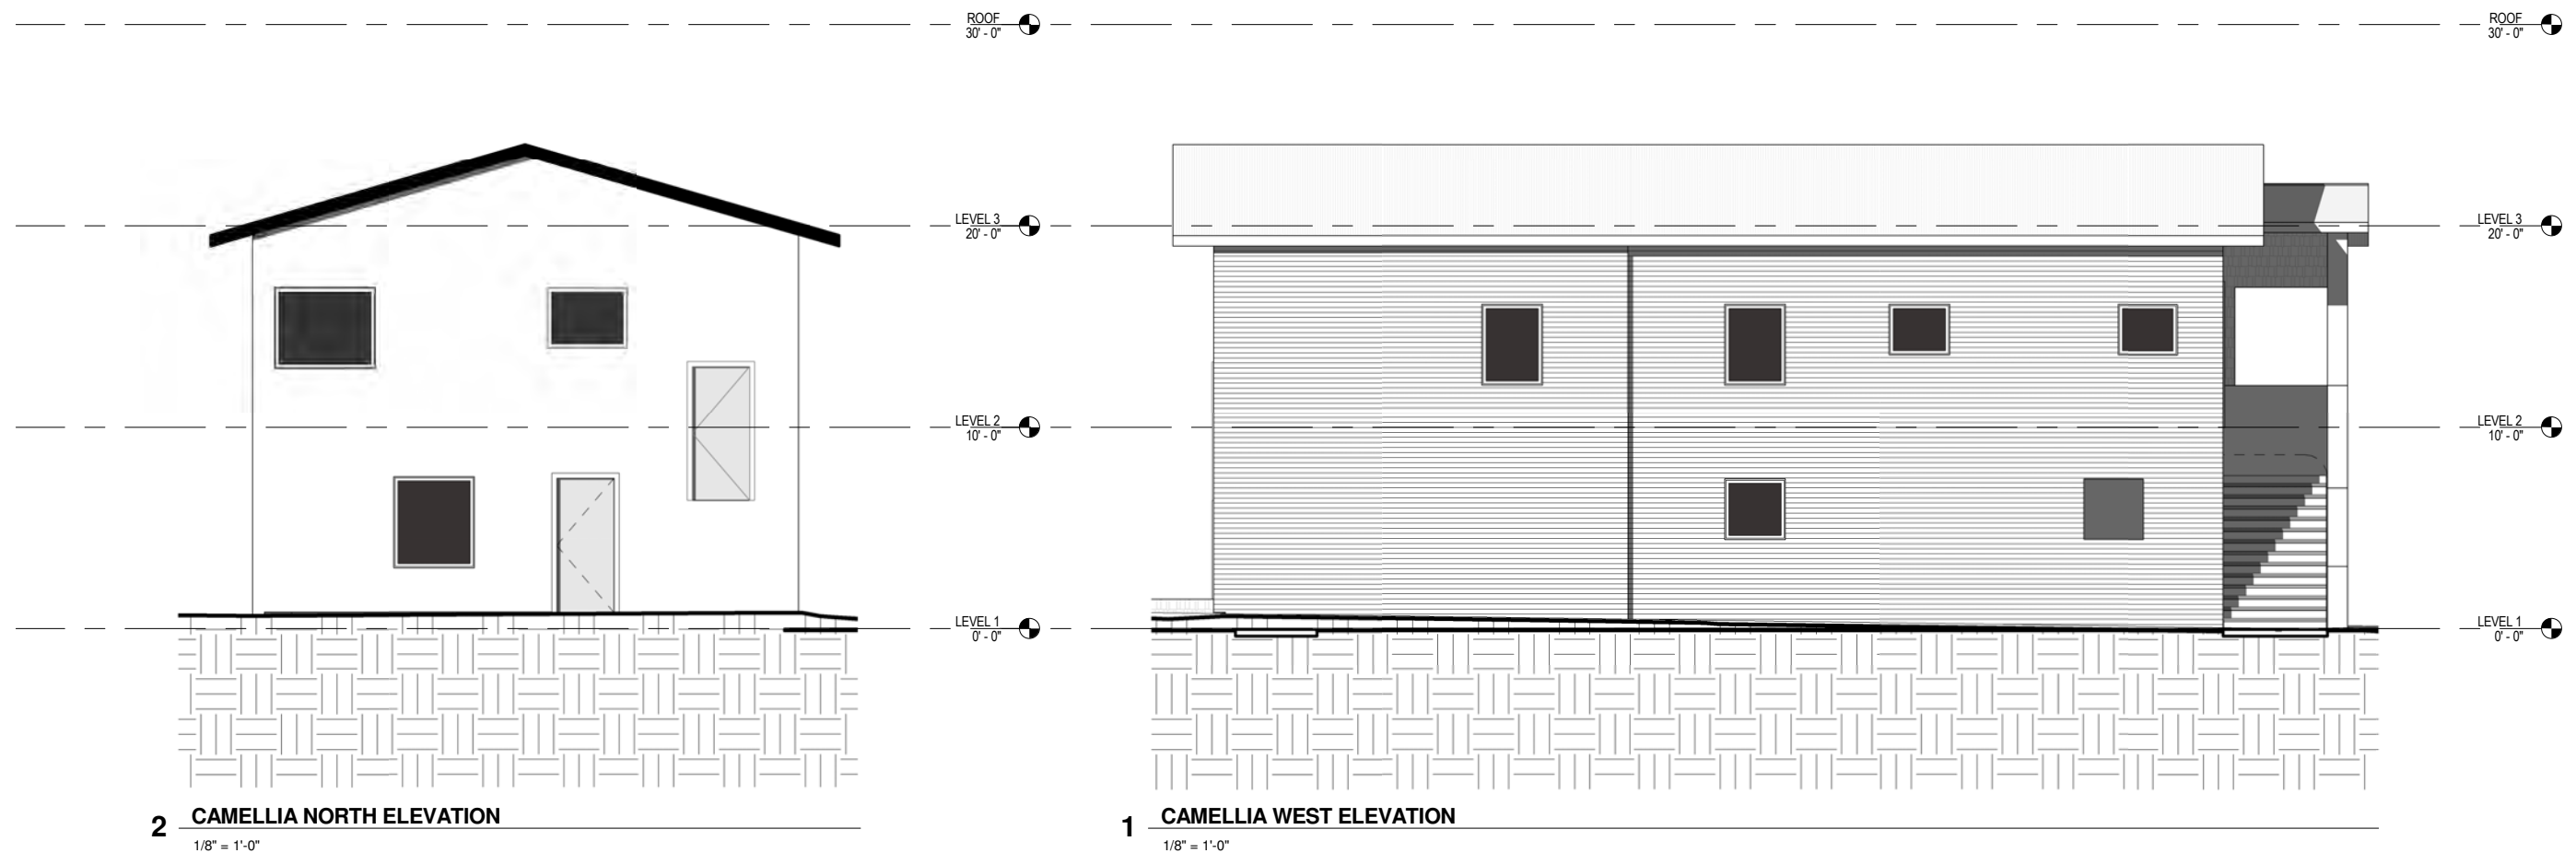 ROOF
30' - 0"
LEVEL 3
20' - 0"
LEVEL 2
10' - 0"
LEVEL 1
0' - 0"
2 CAMELLIA NORTH ELEVATION
1/8" = 1'-0"
ROOF
30' - 0"
LEVEL 3
20' - 0"
LEVEL 2
10' - 0"
LEVEL 1
0' - 0"
1 CAMELLIA WEST ELEVATION
1/8" = 1'-0"